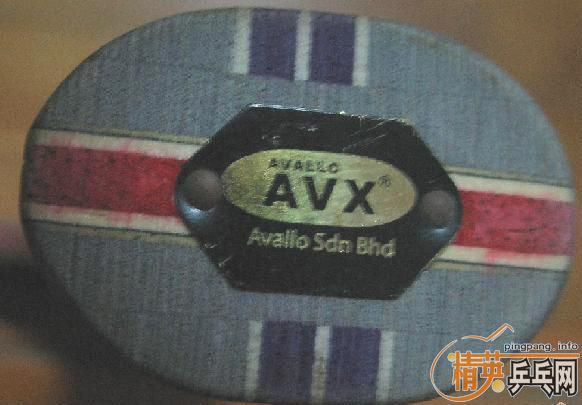 AVALLO
AVX®
Avallo Sdn Bhd
pingpang.info
精英乒乓网